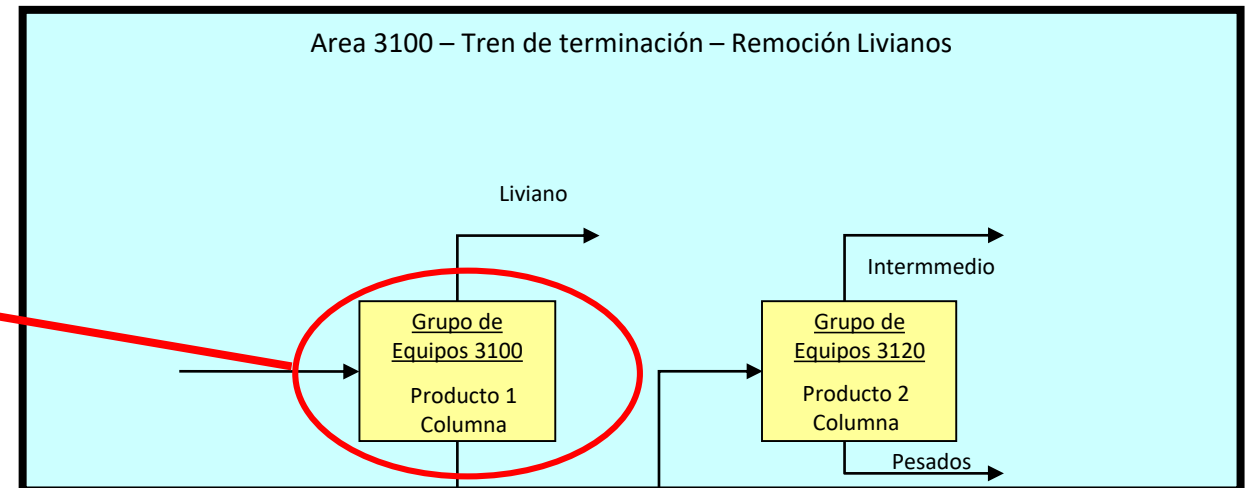 Area 3100 – Tren de terminación – Remoción Livianos
Liviano
Intermmedio
Grupo de
Equipos 3100
Producto 1
Columna
Grupo de
Equipos 3120
Producto 2
Columna
Pesados